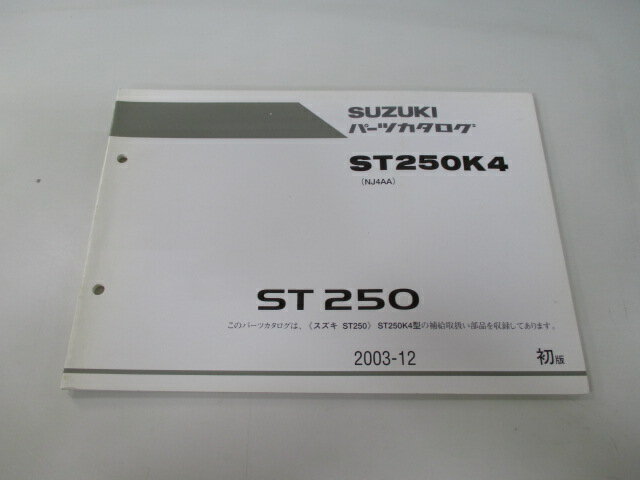 SUZUKI
パーツカタログ
ST250K4
(NJ4AA)
ST250
このパーツカタログは、〈スズキ ST250〉 ST250K4型の補給取扱い部品を収録してあります。
2003-12 初版